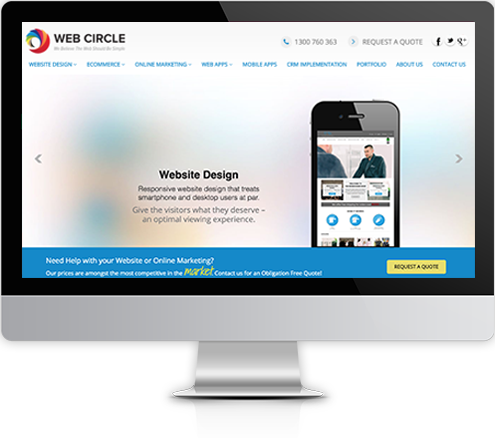 WEB CIRCLE
We Believe The Web Should Be Simple
1300 760 363
REQUEST A QUOTE
WEBSITE DESIGN
ECOMMERCE
ONLINE MARKETING
WEB APPS
MOBILE APPS
CRM IMPLEMENTATION
PORTFOLIO
ABOUT US
CONTACT US
Website Design
Responsive website design that treats
smartphone and desktop users at par.
Give the visitors what they deserve –
an optimal viewing experience.
Need Help with your Website or Online Marketing?
Our prices are amongst the most competitive in the market. Contact us for an Obligation Free Quote!
REQUEST A QUOTE